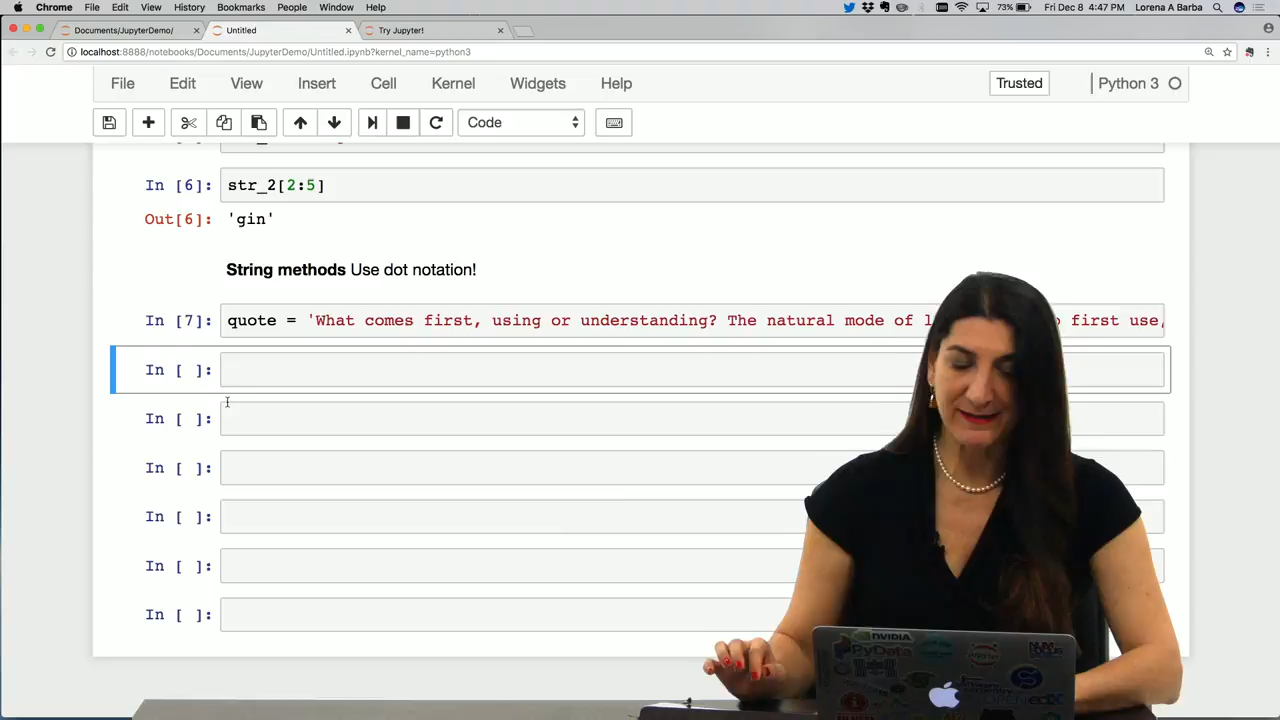 Chrome File Edit View History Bookmarks People Window Help 73% Fri Dec 8 4:47 PM Lorena A Barba
Documents/JupyterDemo/ Untitled Try Jupyter!
localhost:8888/notebooks/Documents/JupyterDemo/Untitled.ipynb?kernel_name=python3
File Edit View Insert Cell Kernel Widgets Help Trusted Python 3
Code
In [6]: str_2[2:5]
Out[6]: 'gin'
String methods Use dot notation!
In [7]: quote = 'What comes first, using or understanding? The natural mode of first use,
In [ ]:
In [ ]:
In [ ]:
In [ ]:
In [ ]:
In [ ]:
NVIDIA
PyData